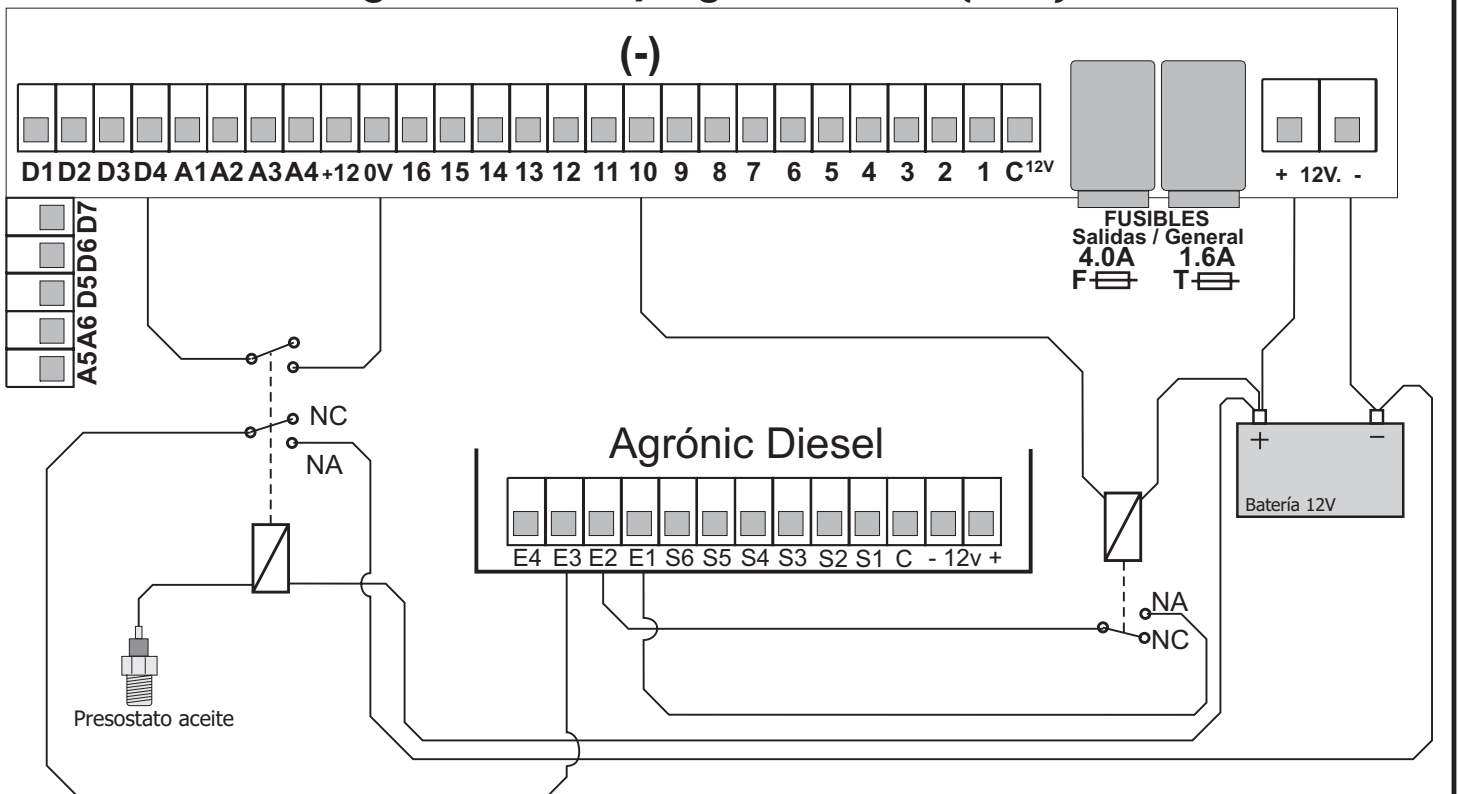 (-)
D1 D2 D3 D4 A1 A2 A3 A4 +12 0V 16 15 14 13 12 11 10 9 8 7 6 5 4 3 2 1 C 12V
+ 12V. -
D7
D6
D5
A6
A5
FUSIBLES
Salidas / General
4.0A 1.6A
F T
NC
NA
Agrónic Diesel
E4 E3 E2 E1 S6 S5 S4 S3 S2 S1 C - 12v +
+ -
Batería 12V
NA
NC
Presostato aceite